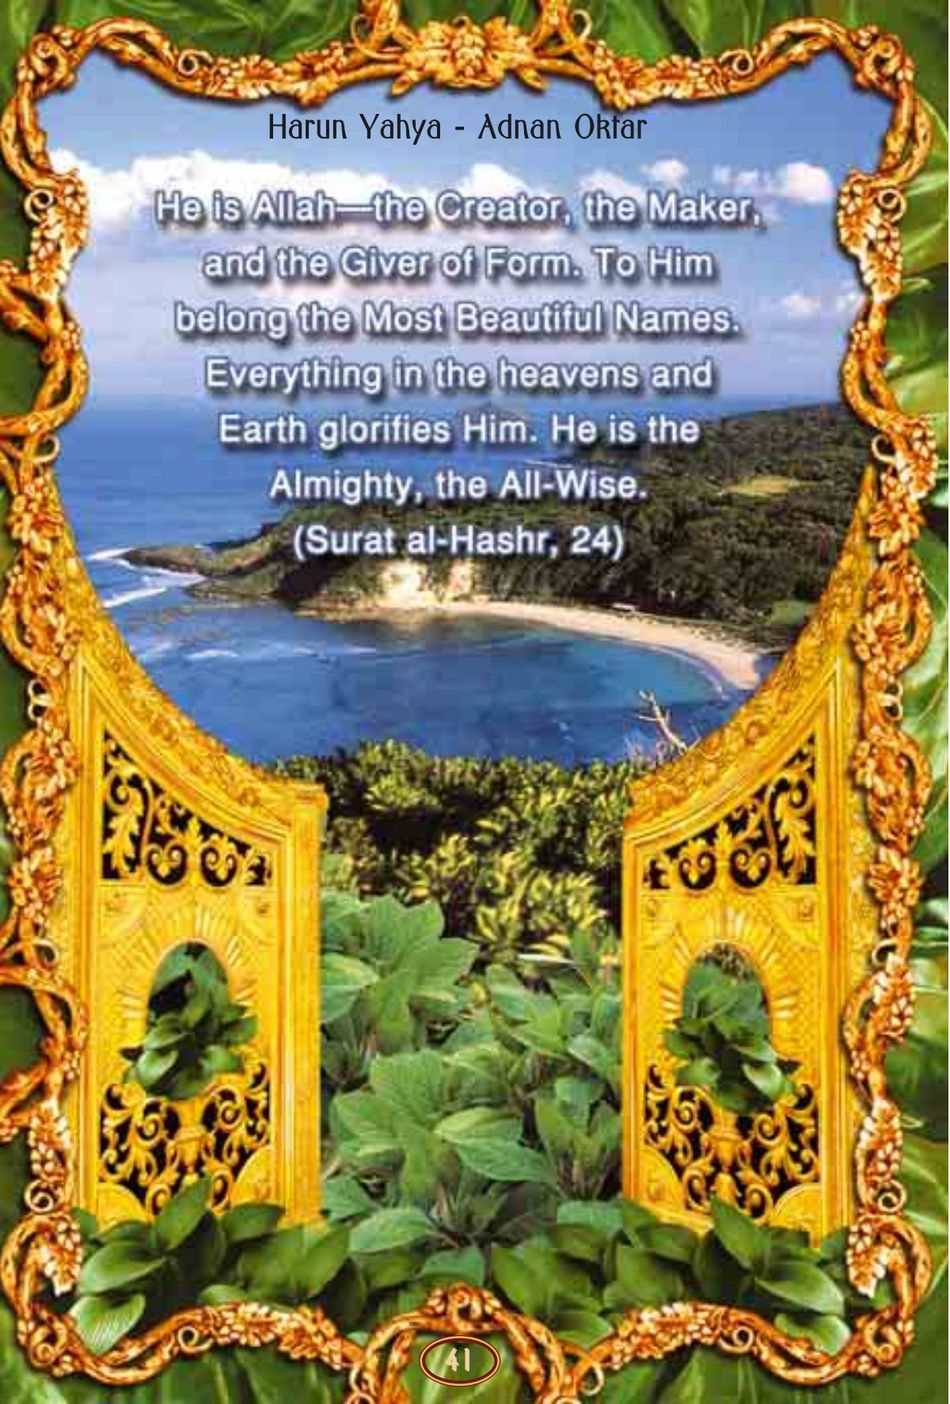 Harun Yahya - Adnan Oktar
He is Allah—the Creator, the Maker,
and the Giver of Form. To Him
belong the Most Beautiful Names.
Everything in the heavens and
Earth glorifies Him. He is the
Almighty, the All-Wise.
(Surat al-Hashr, 24)
41